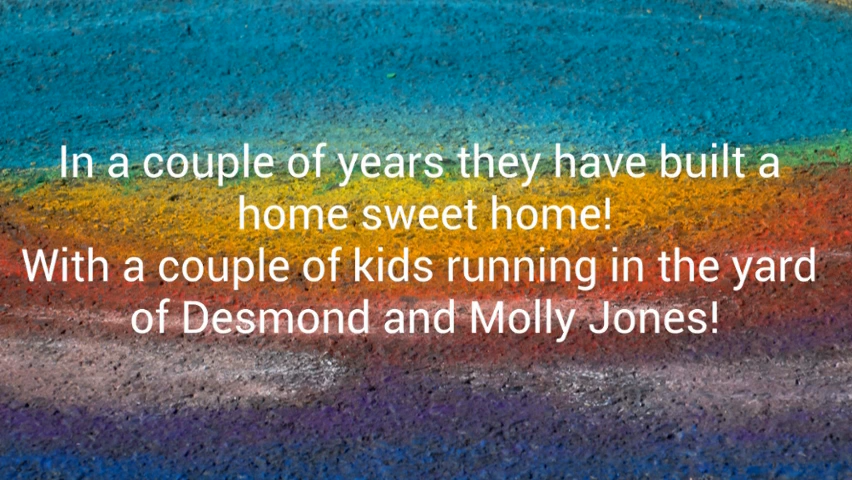 In a couple of years they have built a
home sweet home!
With a couple of kids running in the yard
of Desmond and Molly Jones!